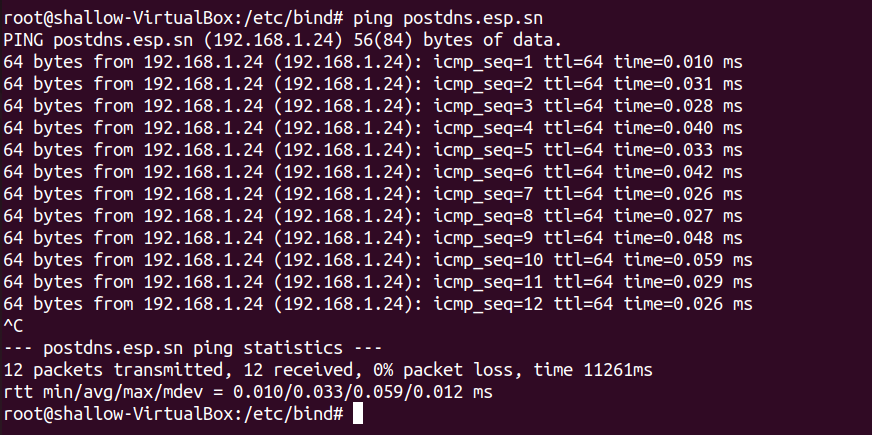 root@shallow-VirtualBox:/etc/bind# ping postdns.esp.sn
PING postdns.esp.sn (192.168.1.24) 56(84) bytes of data.
64 bytes from 192.168.1.24 (192.168.1.24): icmp_seq=1 ttl=64 time=0.010 ms
64 bytes from 192.168.1.24 (192.168.1.24): icmp_seq=2 ttl=64 time=0.031 ms
64 bytes from 192.168.1.24 (192.168.1.24): icmp_seq=3 ttl=64 time=0.028 ms
64 bytes from 192.168.1.24 (192.168.1.24): icmp_seq=4 ttl=64 time=0.040 ms
64 bytes from 192.168.1.24 (192.168.1.24): icmp_seq=5 ttl=64 time=0.033 ms
64 bytes from 192.168.1.24 (192.168.1.24): icmp_seq=6 ttl=64 time=0.042 ms
64 bytes from 192.168.1.24 (192.168.1.24): icmp_seq=7 ttl=64 time=0.026 ms
64 bytes from 192.168.1.24 (192.168.1.24): icmp_seq=8 ttl=64 time=0.027 ms
64 bytes from 192.168.1.24 (192.168.1.24): icmp_seq=9 ttl=64 time=0.048 ms
64 bytes from 192.168.1.24 (192.168.1.24): icmp_seq=10 ttl=64 time=0.059 ms
64 bytes from 192.168.1.24 (192.168.1.24): icmp_seq=11 ttl=64 time=0.029 ms
64 bytes from 192.168.1.24 (192.168.1.24): icmp_seq=12 ttl=64 time=0.026 ms
^C
--- postdns.esp.sn ping statistics ---
12 packets transmitted, 12 received, 0% packet loss, time 11261ms
rtt min/avg/max/mdev = 0.010/0.033/0.059/0.012 ms
root@shallow-VirtualBox:/etc/bind#